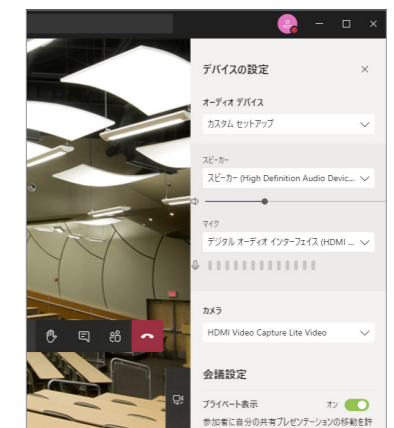 デバイスの設定
オーディオ デバイス
カスタム セットアップ
スピーカー
スピーカー (High Definition Audio Devic...
マイク
デジタル オーディオ インターフェイス (HDMI ...
カメラ
HDMI Video Capture Lite Video
会議設定
プライベート表示 オン
参加者に自分の共有プレゼンテーションの移動を許